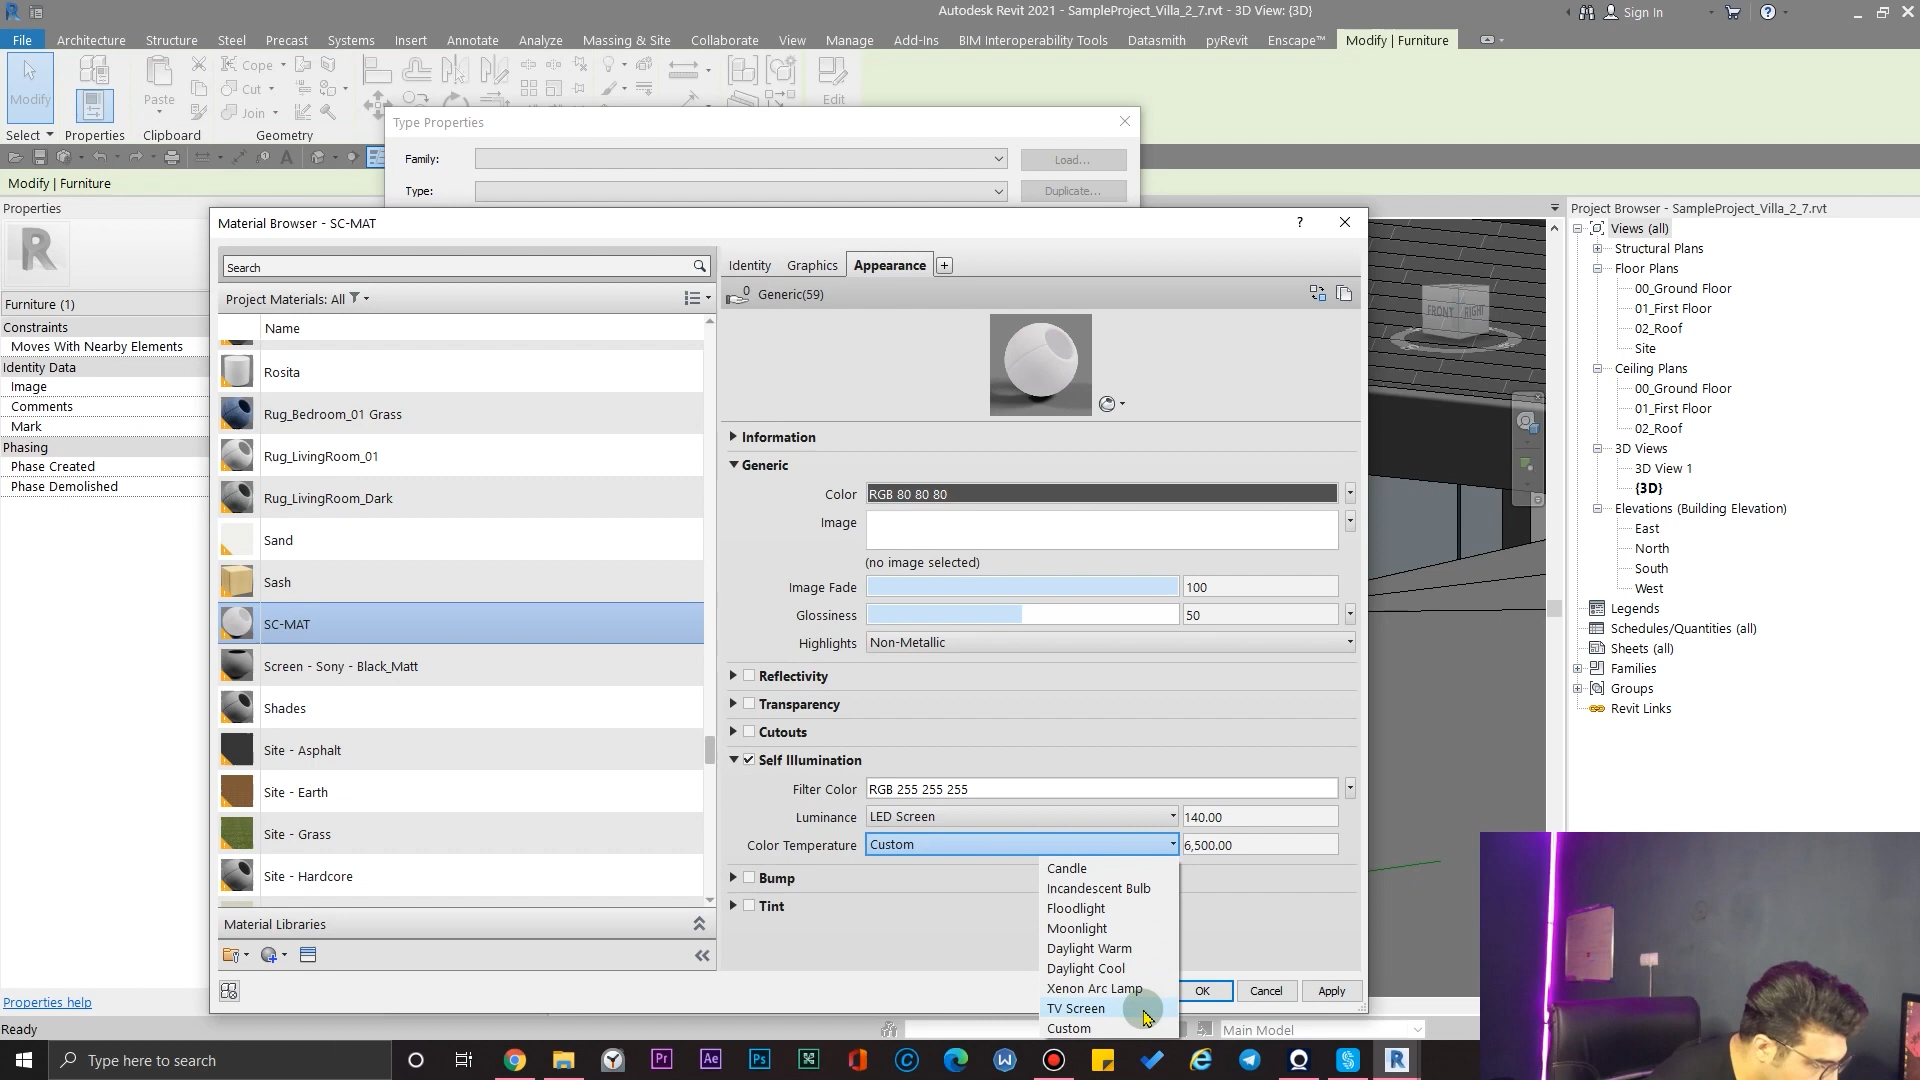 Autodesk Revit 2021 - SampleProject_Villa_2_7.rvt - 3D View: {3D}
Sign In
File Architecture Structure Steel Precast Systems Insert Annotate Analyze Massing & Site Collaborate View Manage Add-Ins BIM Interoperability Tools Datasmith pyRevit Enscape™ Modify | Furniture
Cope
Cut
Join
Modify
Paste
Edit
Select Properties Clipboard Geometry
Modify | Furniture
Type Properties
Family: Load...
Type: Duplicate...
Properties
R
Furniture (1)
Constraints
Moves With Nearby Elements
Identity Data
Image
Comments
Mark
Phasing
Phase Created
Phase Demolished
Properties help
Ready
Material Browser - SC-MAT
?
Search
Project Materials: All
Name
Rosita
Rug_Bedroom_01 Grass
Rug_LivingRoom_01
Rug_LivingRoom_Dark
Sand
Sash
SC-MAT
Screen - Sony - Black_Matt
Shades
Site - Asphalt
Site - Earth
Site - Grass
Site - Hardcore
Material Libraries
Identity Graphics Appearance +
0 Generic(59)
Information
Generic
Color RGB 80 80 80
Image
(no image selected)
Image Fade 100
Glossiness 50
Highlights Non-Metallic
Reflectivity
Transparency
Cutouts
Self Illumination
Filter Color RGB 255 255 255
Luminance LED Screen 140.00
Color Temperature Custom 6,500.00
Candle
Incandescent Bulb
Floodlight
Moonlight
Daylight Warm
Daylight Cool
Xenon Arc Lamp
TV Screen
Custom
Bump
Tint
OK Cancel Apply
Main Model
FRONT RIGHT
Project Browser - SampleProject_Villa_2_7.rvt
Views (all)
Structural Plans
Floor Plans
00_Ground Floor
01_First Floor
02_Roof
Site
Ceiling Plans
00_Ground Floor
01_First Floor
02_Roof
3D Views
3D View 1
{3D}
Elevations (Building Elevation)
East
North
South
West
Legends
Schedules/Quantities (all)
Sheets (all)
Families
Groups
Revit Links
Type here to search
Pr Ae Ps